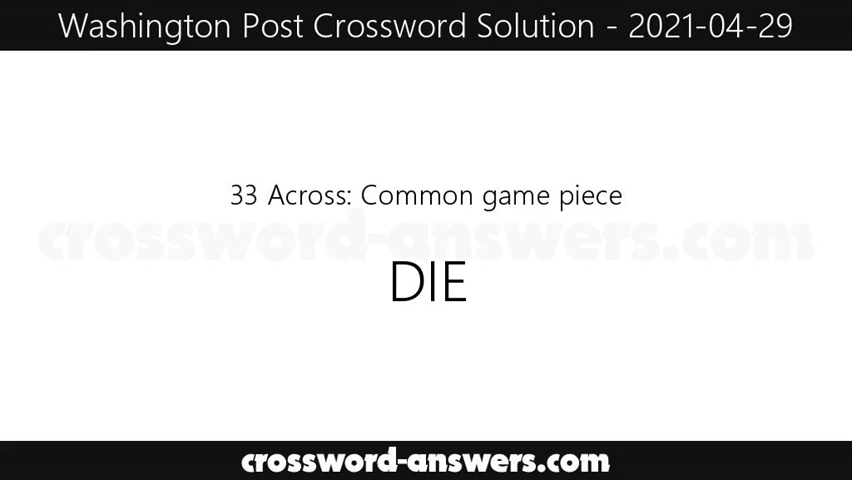 Washington Post Crossword Solution - 2021-04-29
33 Across: Common game piece
crossword-answers.com
DIE
crossword-answers.com